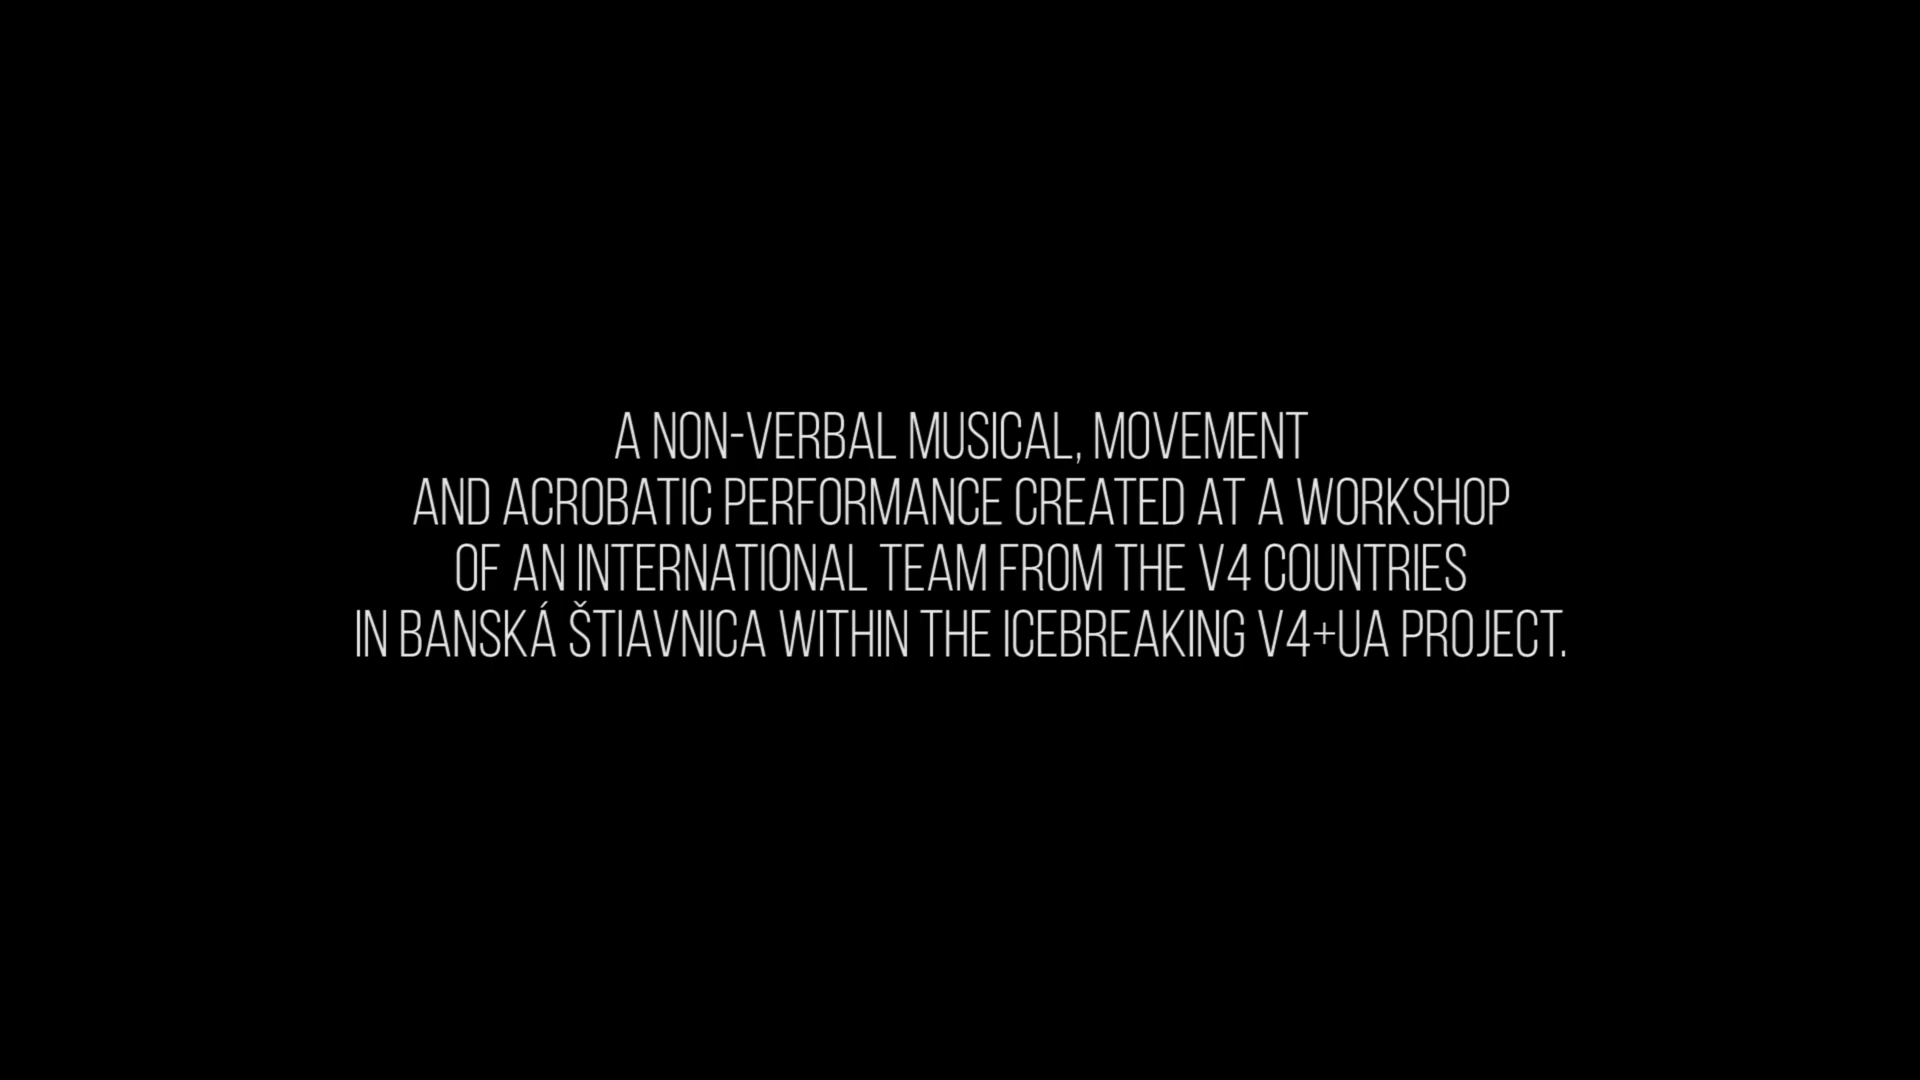 A NON-VERBAL MUSICAL, MOVEMENT
AND ACROBATIC PERFORMANCE CREATED AT A WORKSHOP
OF AN INTERNATIONAL TEAM FROM THE V4 COUNTRIES
IN BANSKÁ ŠTIAVNICA WITHIN THE ICEBREAKING V4+UA PROJECT.